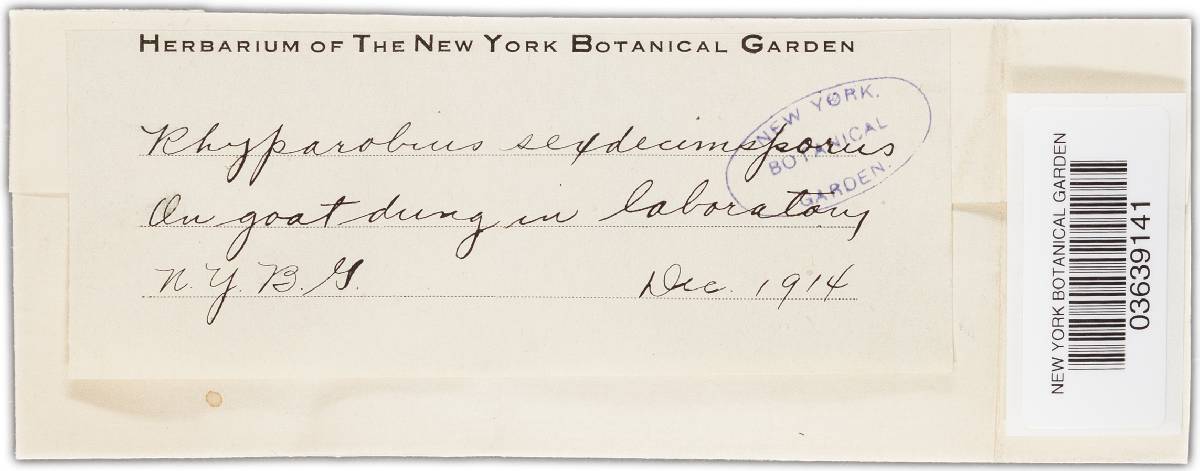 HERBARIUM OF THE NEW YORK BOTANICAL GARDEN
Rhyparobius sexdecimsporus
On goat dung in laboratory
N.Y.B.G. Dec. 1914
NEW YORK.
BOTANICAL
GARDEN.
NEW YORK BOTANICAL GARDEN
03639141